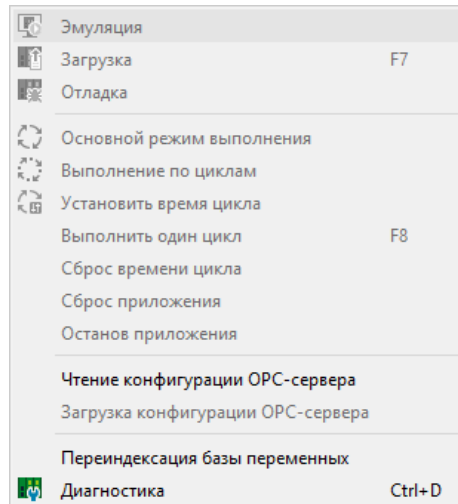 Эмуляция
Загрузка F7
Отладка
Основной режим выполнения
Выполнение по циклам
Установить время цикла
Выполнить один цикл F8
Сброс времени цикла
Сброс приложения
Останов приложения
Чтение конфигурации OPC-сервера
Загрузка конфигурации OPC-сервера
Переиндексация базы переменных
Диагностика Ctrl+D